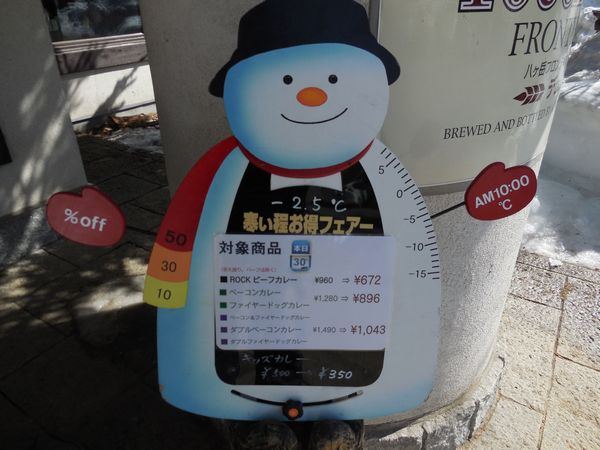 FRON
八ヶ岳
BREWED AND BOTTLED
%off
50
30
10
5
0
-5
-10
-15
AM10:00
℃
-2.5℃
寒い程お得フェアー
対象商品
本日
30
ROCK ビーフカレー ¥960 ⇒ ¥672
ベーコンカレー ¥1,280 ⇒ ¥896
ファイヤードッグカレー
ベーコン&ファイヤードッグカレー
ダブルベーコンカレー ¥1,490 ⇒ ¥1,043
ダブルファイヤードッグカレー
キッズカレー
¥500 → ¥350